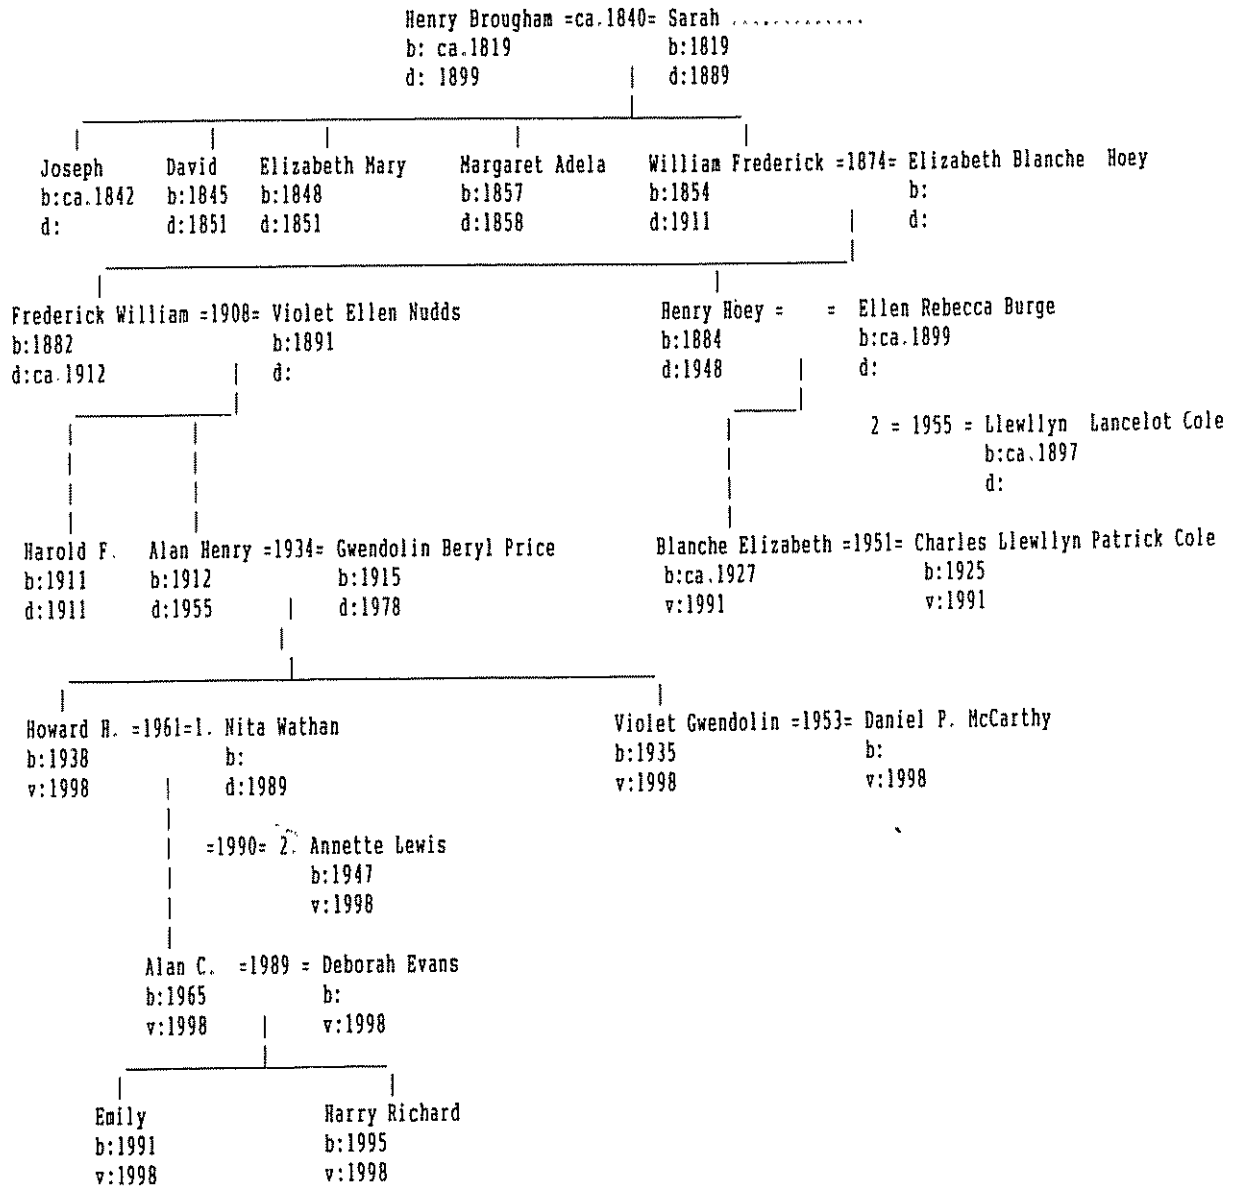 Henry Brougham =ca.1840= Sarah .............
b: ca.1819 b:1819
d: 1899 d:1889
Joseph David Elizabeth Mary Margaret Adela William Frederick =1874= Elizabeth Blanche Hoey
b:ca.1842 b:1845 b:1848 b:1857 b:1854 b:
d: d:1851 d:1851 d:1858 d:1911 d:
Frederick William =1908= Violet Ellen Nudds Henry Hoey = = Ellen Rebecca Burge
b:1882 b:1891 b:1884 b:ca.1899
d:ca.1912 d: d:1948 d:
2 = 1955 = Llewllyn Lancelot Cole
b:ca.1897
d:
Harold F. Alan Henry =1934= Gwendolin Beryl Price Blanche Elizabeth =1951= Charles Llewllyn Patrick Cole
b:1911 b:1912 b:1915 b:ca.1927 b:1925
d:1911 d:1955 d:1978 v:1991 v:1991
Howard H. =1961=1. Nita Wathan Violet Gwendolin =1953= Daniel P. McCarthy
b:1938 b: b:1935 b:
v:1998 d:1989 v:1998 v:1998
=1990= 2. Annette Lewis
b:1947
v:1998
Alan C. =1989 = Deborah Evans
b:1965 b:
v:1998 v:1998
Emily Harry Richard
b:1991 b:1995
v:1998 v:1998